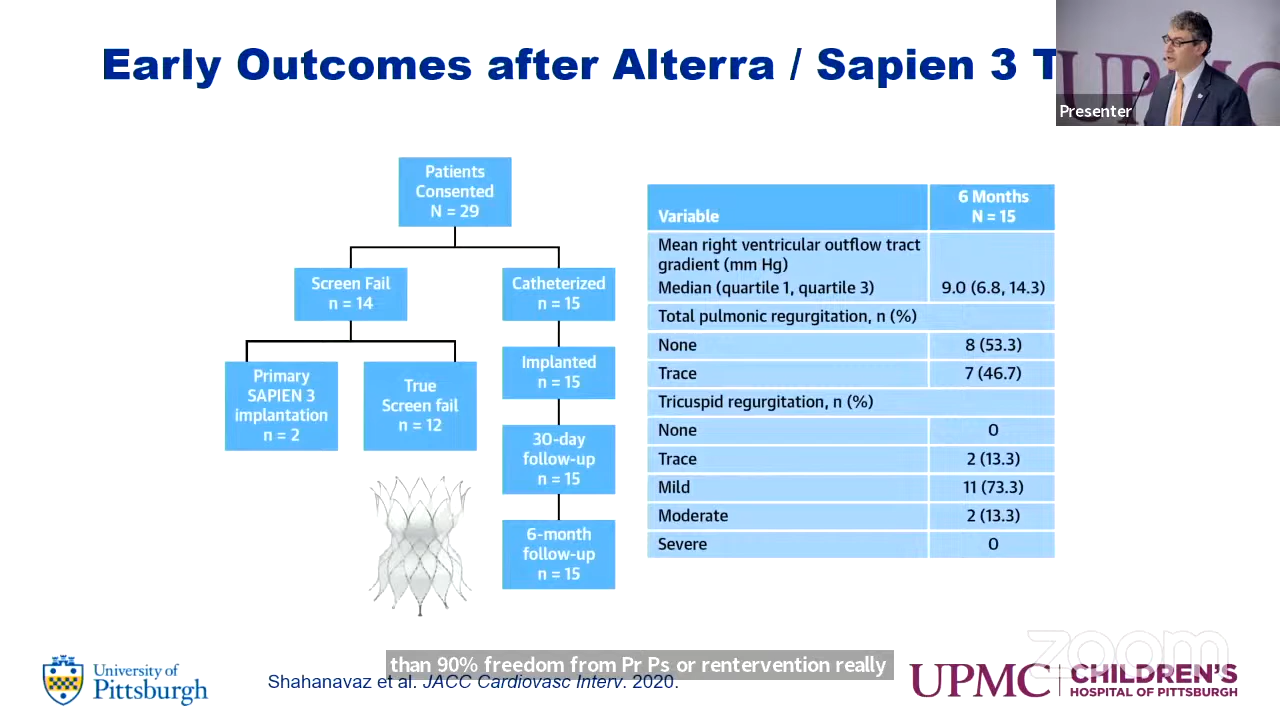 Early Outcomes after Alterra / Sapien 3 T
UPMC
Presenter
Patients
Consented
N = 29
Screen Fail
n = 14
Catheterized
n = 15
Primary
SAPIEN 3
implantation
n = 2
True
Screen fail
n = 12
Implanted
n = 15
30-day
follow-up
n = 15
6-month
follow-up
n = 15
Variable
6 Months
N = 15
Mean right ventricular outflow tract
gradient (mm Hg)
Median (quartile 1, quartile 3) 9.0 (6.8, 14.3)
Total pulmonic regurgitation, n (%)
None 8 (53.3)
Trace 7 (46.7)
Tricuspid regurgitation, n (%)
None 0
Trace 2 (13.3)
Mild 11 (73.3)
Moderate 2 (13.3)
Severe 0
zoom
University of
Pittsburgh
than 90% freedom from Pr Ps or rentervention really
Shahanavaz et al. JACC Cardiovasc Interv. 2020.
UPMC | CHILDREN'S
HOSPITAL OF PITTSBURGH